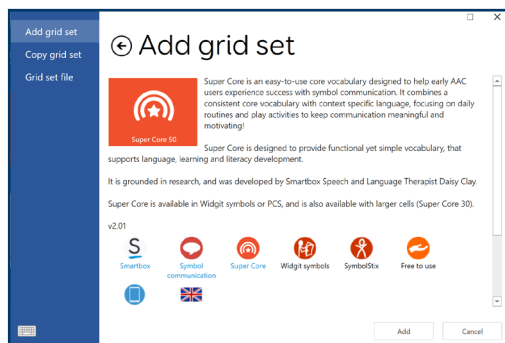 Add grid set
Copy grid set
Grid set file
Add grid set
Super Core 50
Super Core is an easy-to-use core vocabulary designed to help early AAC
users experience success with symbol communication. It combines a
consistent core vocabulary with context specific language, focusing on daily
routines and play activities to keep communication meaningful and
motivating!
Super Core is designed to provide functional yet simple vocabulary, that
supports language, learning and literacy development.
It is grounded in research, and was developed by Smartbox Speech and Language Therapist Daisy Clay.
Super Core is available in Widgit symbols or PCS, and is also available with larger cells (Super Core 30).
v2.01
S
Smartbox
Symbol
communication
Super Core
Widgit symbols
SymbolStix
Free to use
Add
Cancel